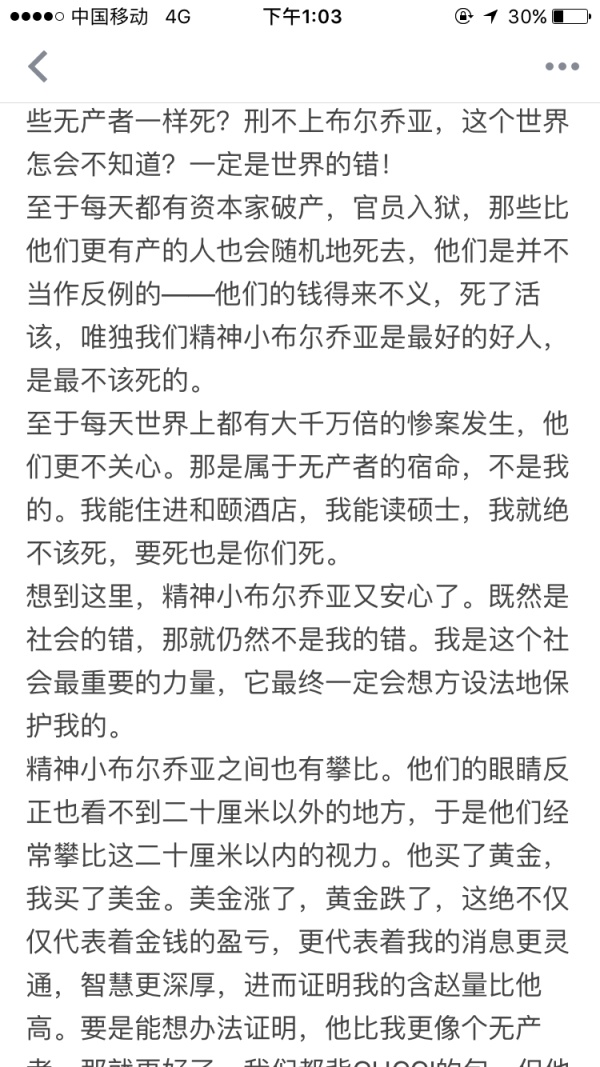 中国移动 4G 下午1:03 30%
些无产者一样死？刑不上布尔乔亚，这个世界
怎会不知道？一定是世界的错！
至于每天都有资本家破产，官员入狱，那些比
他们更有产的人也会随机地死去，他们是并不
当作反例的——他们的钱得来不义，死了活
该，唯独我们精神小布尔乔亚是最好的好人，
是最不该死的。
至于每天世界上都有大千万倍的惨案发生，他
们更不关心。那是属于无产者的宿命，不是我
的。我能住进和颐酒店，我能读硕士，我就绝
不该死，要死也是你们死。
想到这里，精神小布尔乔亚又安心了。既然是
社会的错，那就仍然不是我的错。我是这个社
会最重要的力量，它最终一定会想方设法地保
护我的。
精神小布尔乔亚之间也有攀比。他们的眼睛反
正也看不到二十厘米以外的地方，于是他们经
常攀比这二十厘米以内的视力。他买了黄金，
我买了美金。美金涨了，黄金跌了，这绝不仅
仅代表着金钱的盈亏，更代表着我的消息更灵
通，智慧更深厚，进而证明我的含赵量比他
高。要是能想办法证明，他比我更像个无产
者，那就更好了。我们都背GUCCI的包，但他